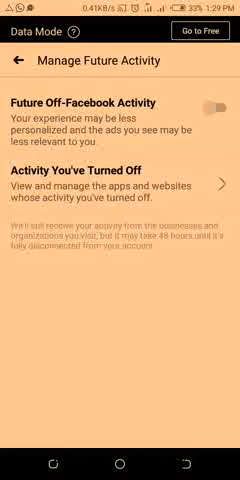 0.41KB/s 33% 1:29 PM
Data Mode ? Go to Free
Manage Future Activity
Future Off-Facebook Activity
Your experience may be less
personalized and the ads you see may be
less relevant to you.
Activity You've Turned Off
View and manage the apps and websites
whose activity you've turned off.
We'll still receive your activity from the businesses and
organizations you visit, but it may take 48 hours until it's
fully disconnected from your account.